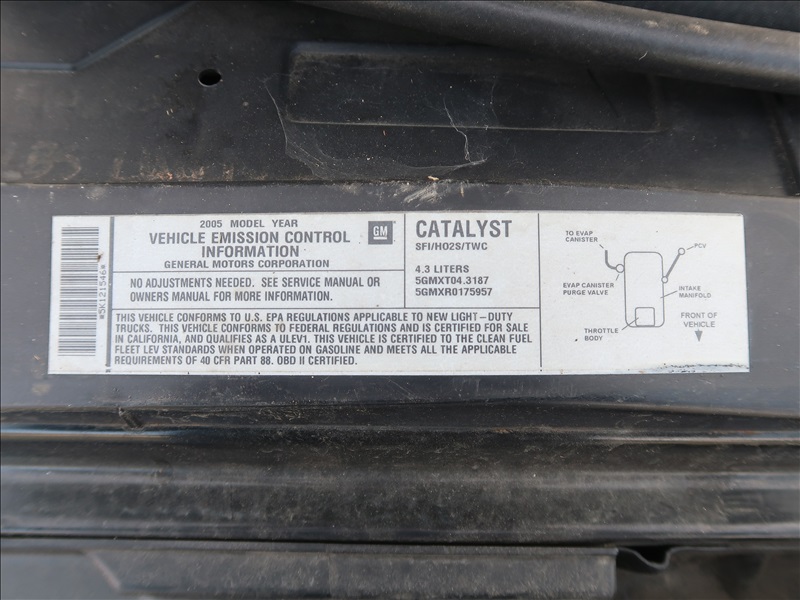 *5K121546*
2005 MODEL YEAR
VEHICLE EMISSION CONTROL
INFORMATION
GENERAL MOTORS CORPORATION
GM
NO ADJUSTMENTS NEEDED. SEE SERVICE MANUAL OR
OWNERS MANUAL FOR MORE INFORMATION.
CATALYST
SFI/HO2S/TWC
4.3 LITERS
5GMXT04.3187
5GMXR0175957
THIS VEHICLE CONFORMS TO U.S. EPA REGULATIONS APPLICABLE TO NEW LIGHT-DUTY
TRUCKS. THIS VEHICLE CONFORMS TO FEDERAL REGULATIONS AND IS CERTIFIED FOR SALE
IN CALIFORNIA, AND QUALIFIES AS A ULEV1. THIS VEHICLE IS CERTIFIED TO THE CLEAN FUEL
FLEET LEV STANDARDS WHEN OPERATED ON GASOLINE AND MEETS ALL THE APPLICABLE
REQUIREMENTS OF 40 CFR PART 88. OBD II CERTIFIED.
TO EVAP
CANISTER
PCV
EVAP CANISTER
PURGE VALVE
INTAKE
MANIFOLD
THROTTLE
BODY
FRONT OF
VEHICLE